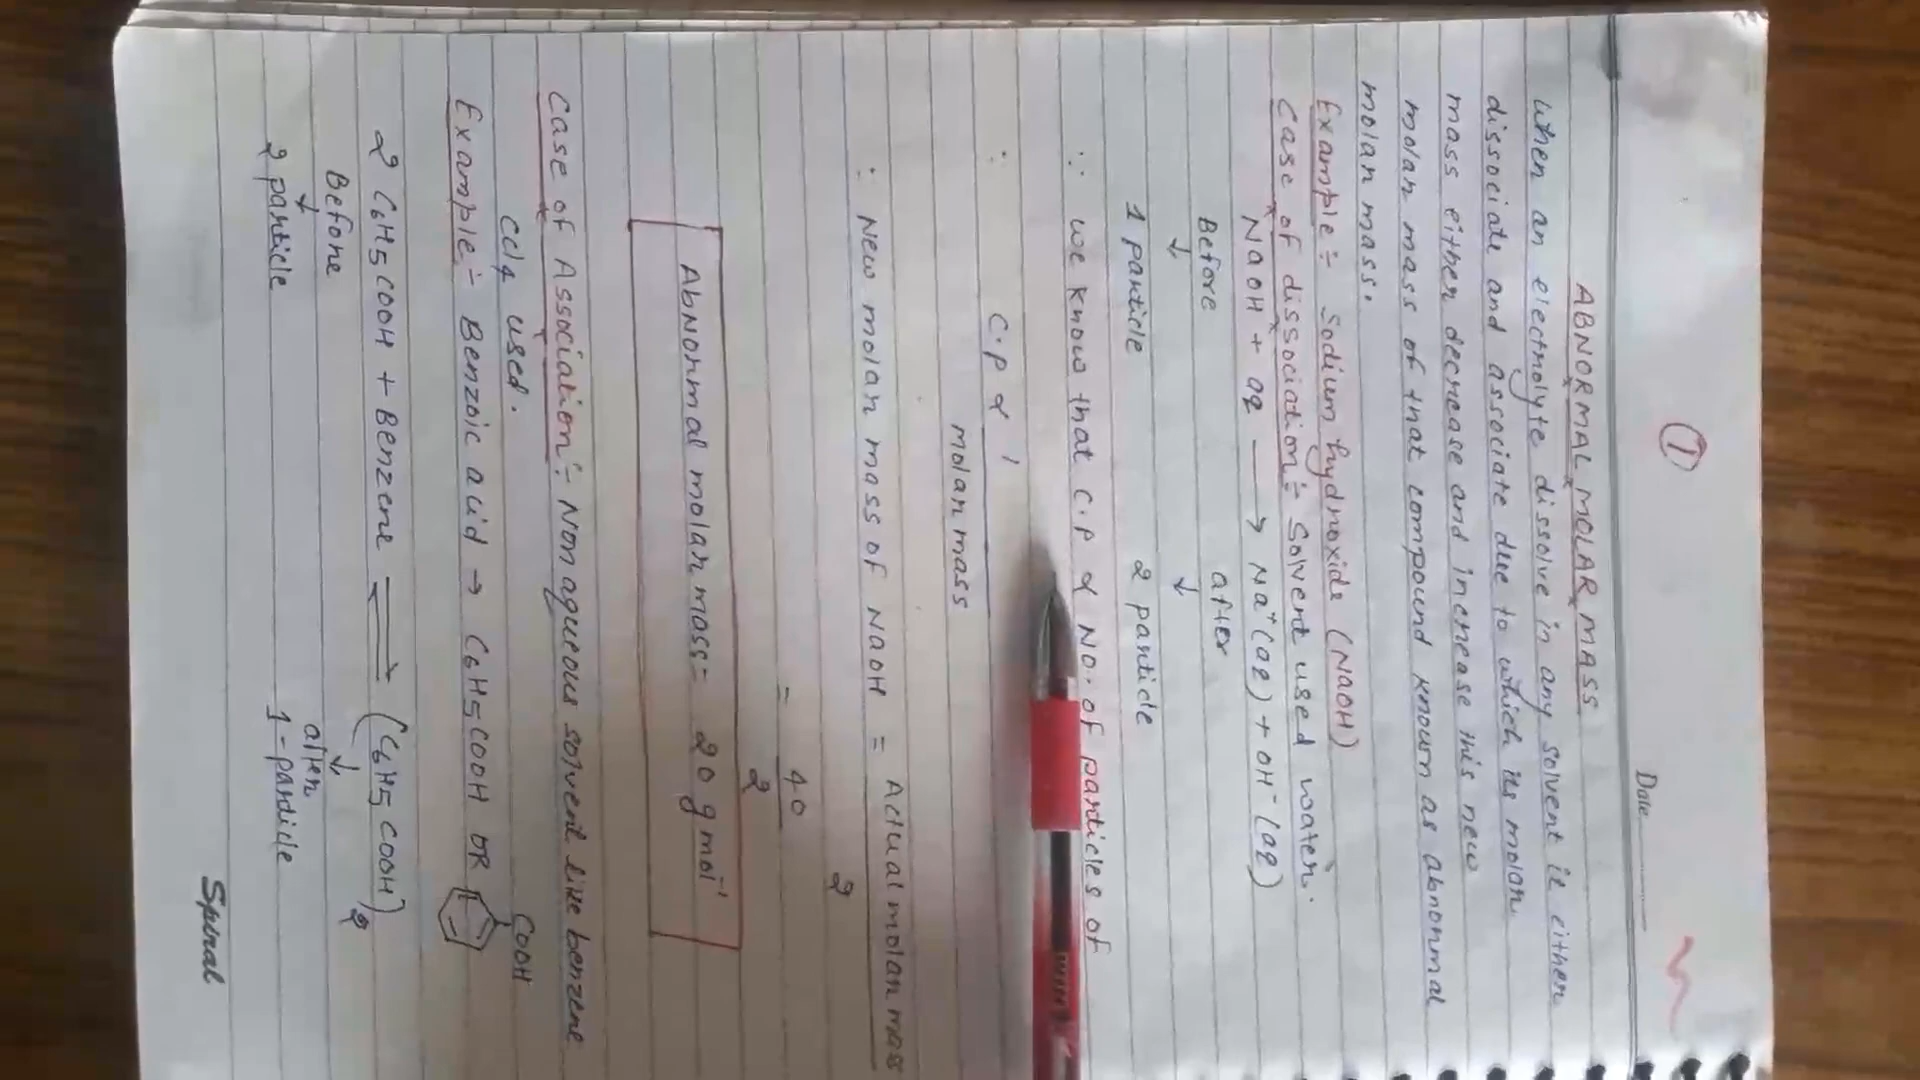 ①
Date
ABNORMAL MOLAR MASS
When an electrolyte dissolve in any solvent it either
dissociate and associate due to which its molar
mass either decrease and increase this new
molar mass of that compound known as abnormal
molar mass.
Example÷ Sodium hydroxide (NaOH)
Case of dissociation÷ Solvent used water.
NaOH + aq ⟶ Na⁺(aq) + OH⁻(aq)
Before after
↓ ↓
1 particle 2 particle
∵ we know that C.P α No. of particles of
∴ C.P α 1
molar mass
∴ New molar mass of NaOH = Actual molar mass
2
= 40
2
Abnormal molar mass = 20 g mol⁻¹
Case of Association÷ Non aqueous solvent like benzene
CCl4 used.
Example÷ Benzoic acid → C6H5COOH OR
COOH
2 C6H5COOH + Benzene ⇌ (C6H5COOH)2
Before ↓ after
↓
2 particle 1-particle
Spiral